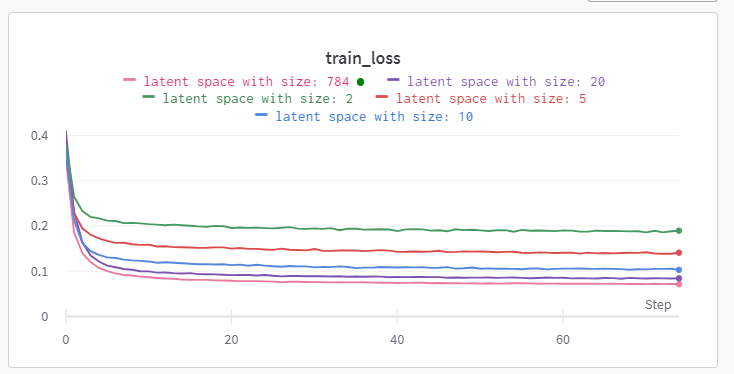 train_loss
latent space with size: 784 latent space with size: 20
latent space with size: 2 latent space with size: 5
latent space with size: 10
0.4
0.3
0.2
0.1
Step
0
0 20 40 60